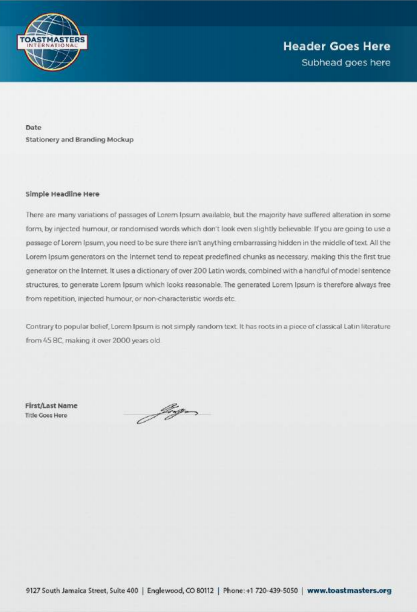 TOASTMASTERS
INTERNATIONAL
Header Goes Here
Subhead goes here
Date
Stationery and Branding Mockup
Simple Headline Here
There are many variations of passages of Lorem Ipsum available, but the majority have suffered alteration in some
form, by injected humour, or randomised words which don't look even slightly believable. If you are going to use a
passage of Lorem Ipsum, you need to be sure there isn't anything embarrassing hidden in the middle of text. All the
Lorem Ipsum generators on the Internet tend to repeat predefined chunks as necessary, making this the first true
generator on the Internet. It uses a dictionary of over 200 Latin words, combined with a handful of model sentence
structures, to generate Lorem Ipsum which looks reasonable. The generated Lorem Ipsum is therefore always free
from repetition, injected humour, or non-characteristic words etc.
Contrary to popular belief, Lorem Ipsum is not simply random text. It has roots in a piece of classical Latin literature
from 45 BC, making it over 2000 years old
First/Last Name
Title Goes Here
9127 South Jamaica Street, Suite 400 | Englewood, CO 80112 | Phone: +1 720-439-5050 | www.toastmasters.org